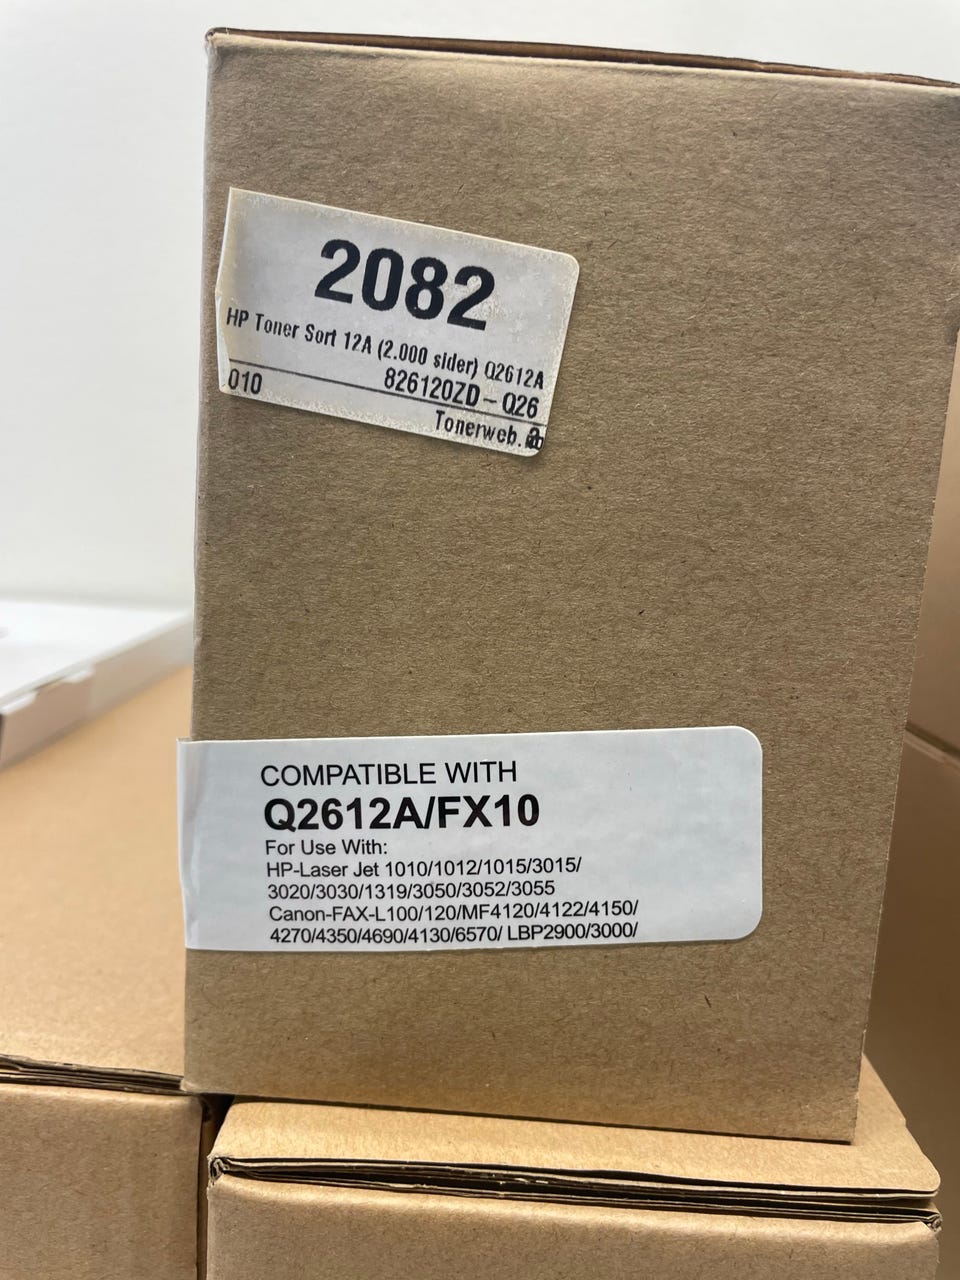 2082
HP Toner Sort 12A (2.000 sider) Q2612A
010 826120ZD - Q26
Tonerweb.
COMPATIBLE WITH
Q2612A/FX10
For Use With:
HP-Laser Jet 1010/1012/1015/3015/
3020/3030/1319/3050/3052/3055
Canon-FAX-L100/120/MF4120/4122/4150/
4270/4350/4690/4130/6570/ LBP2900/3000/